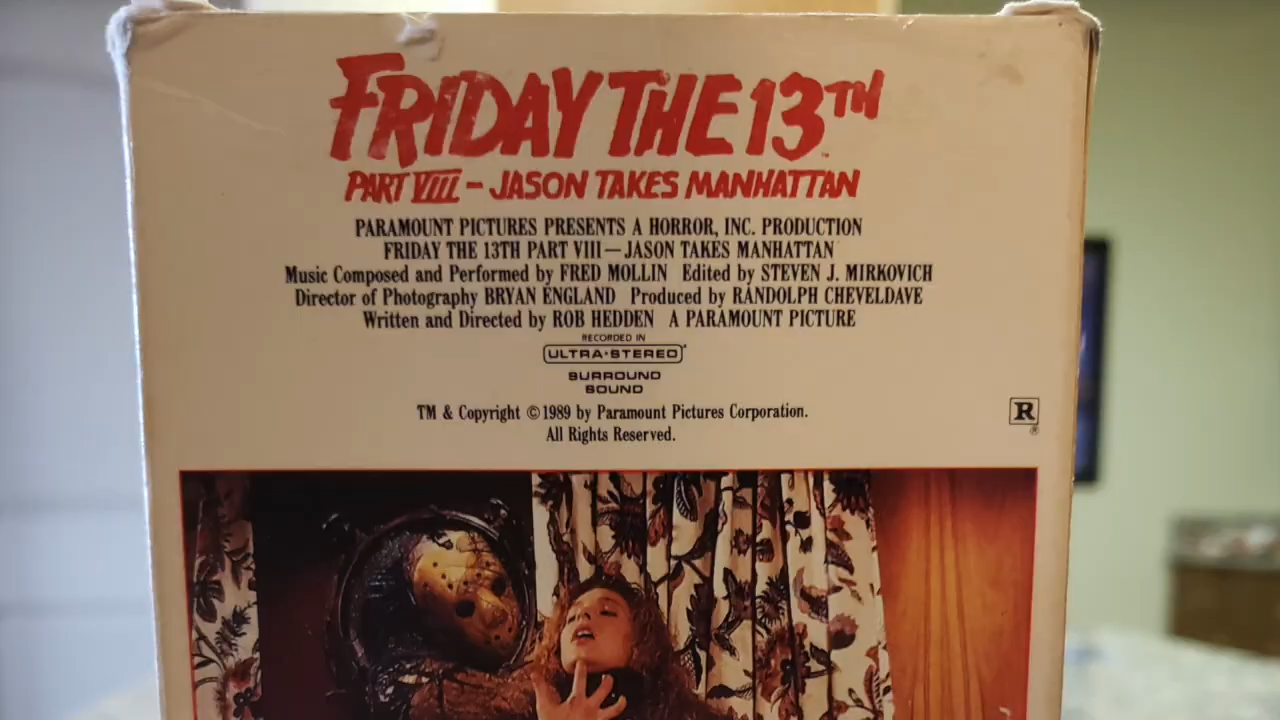 FRIDAY THE 13TH
PART VIII – JASON TAKES MANHATTAN
PARAMOUNT PICTURES PRESENTS A HORROR, INC. PRODUCTION
FRIDAY THE 13TH PART VIII—JASON TAKES MANHATTAN
Music Composed and Performed by FRED MOLLIN Edited by STEVEN J. MIRKOVICH
Director of Photography BRYAN ENGLAND Produced by RANDOLPH CHEVELDAVE
Written and Directed by ROB HEDDEN A PARAMOUNT PICTURE
RECORDED IN
ULTRA•STEREO
SURROUND
SOUND
TM & Copyright ©1989 by Paramount Pictures Corporation.
All Rights Reserved.
R